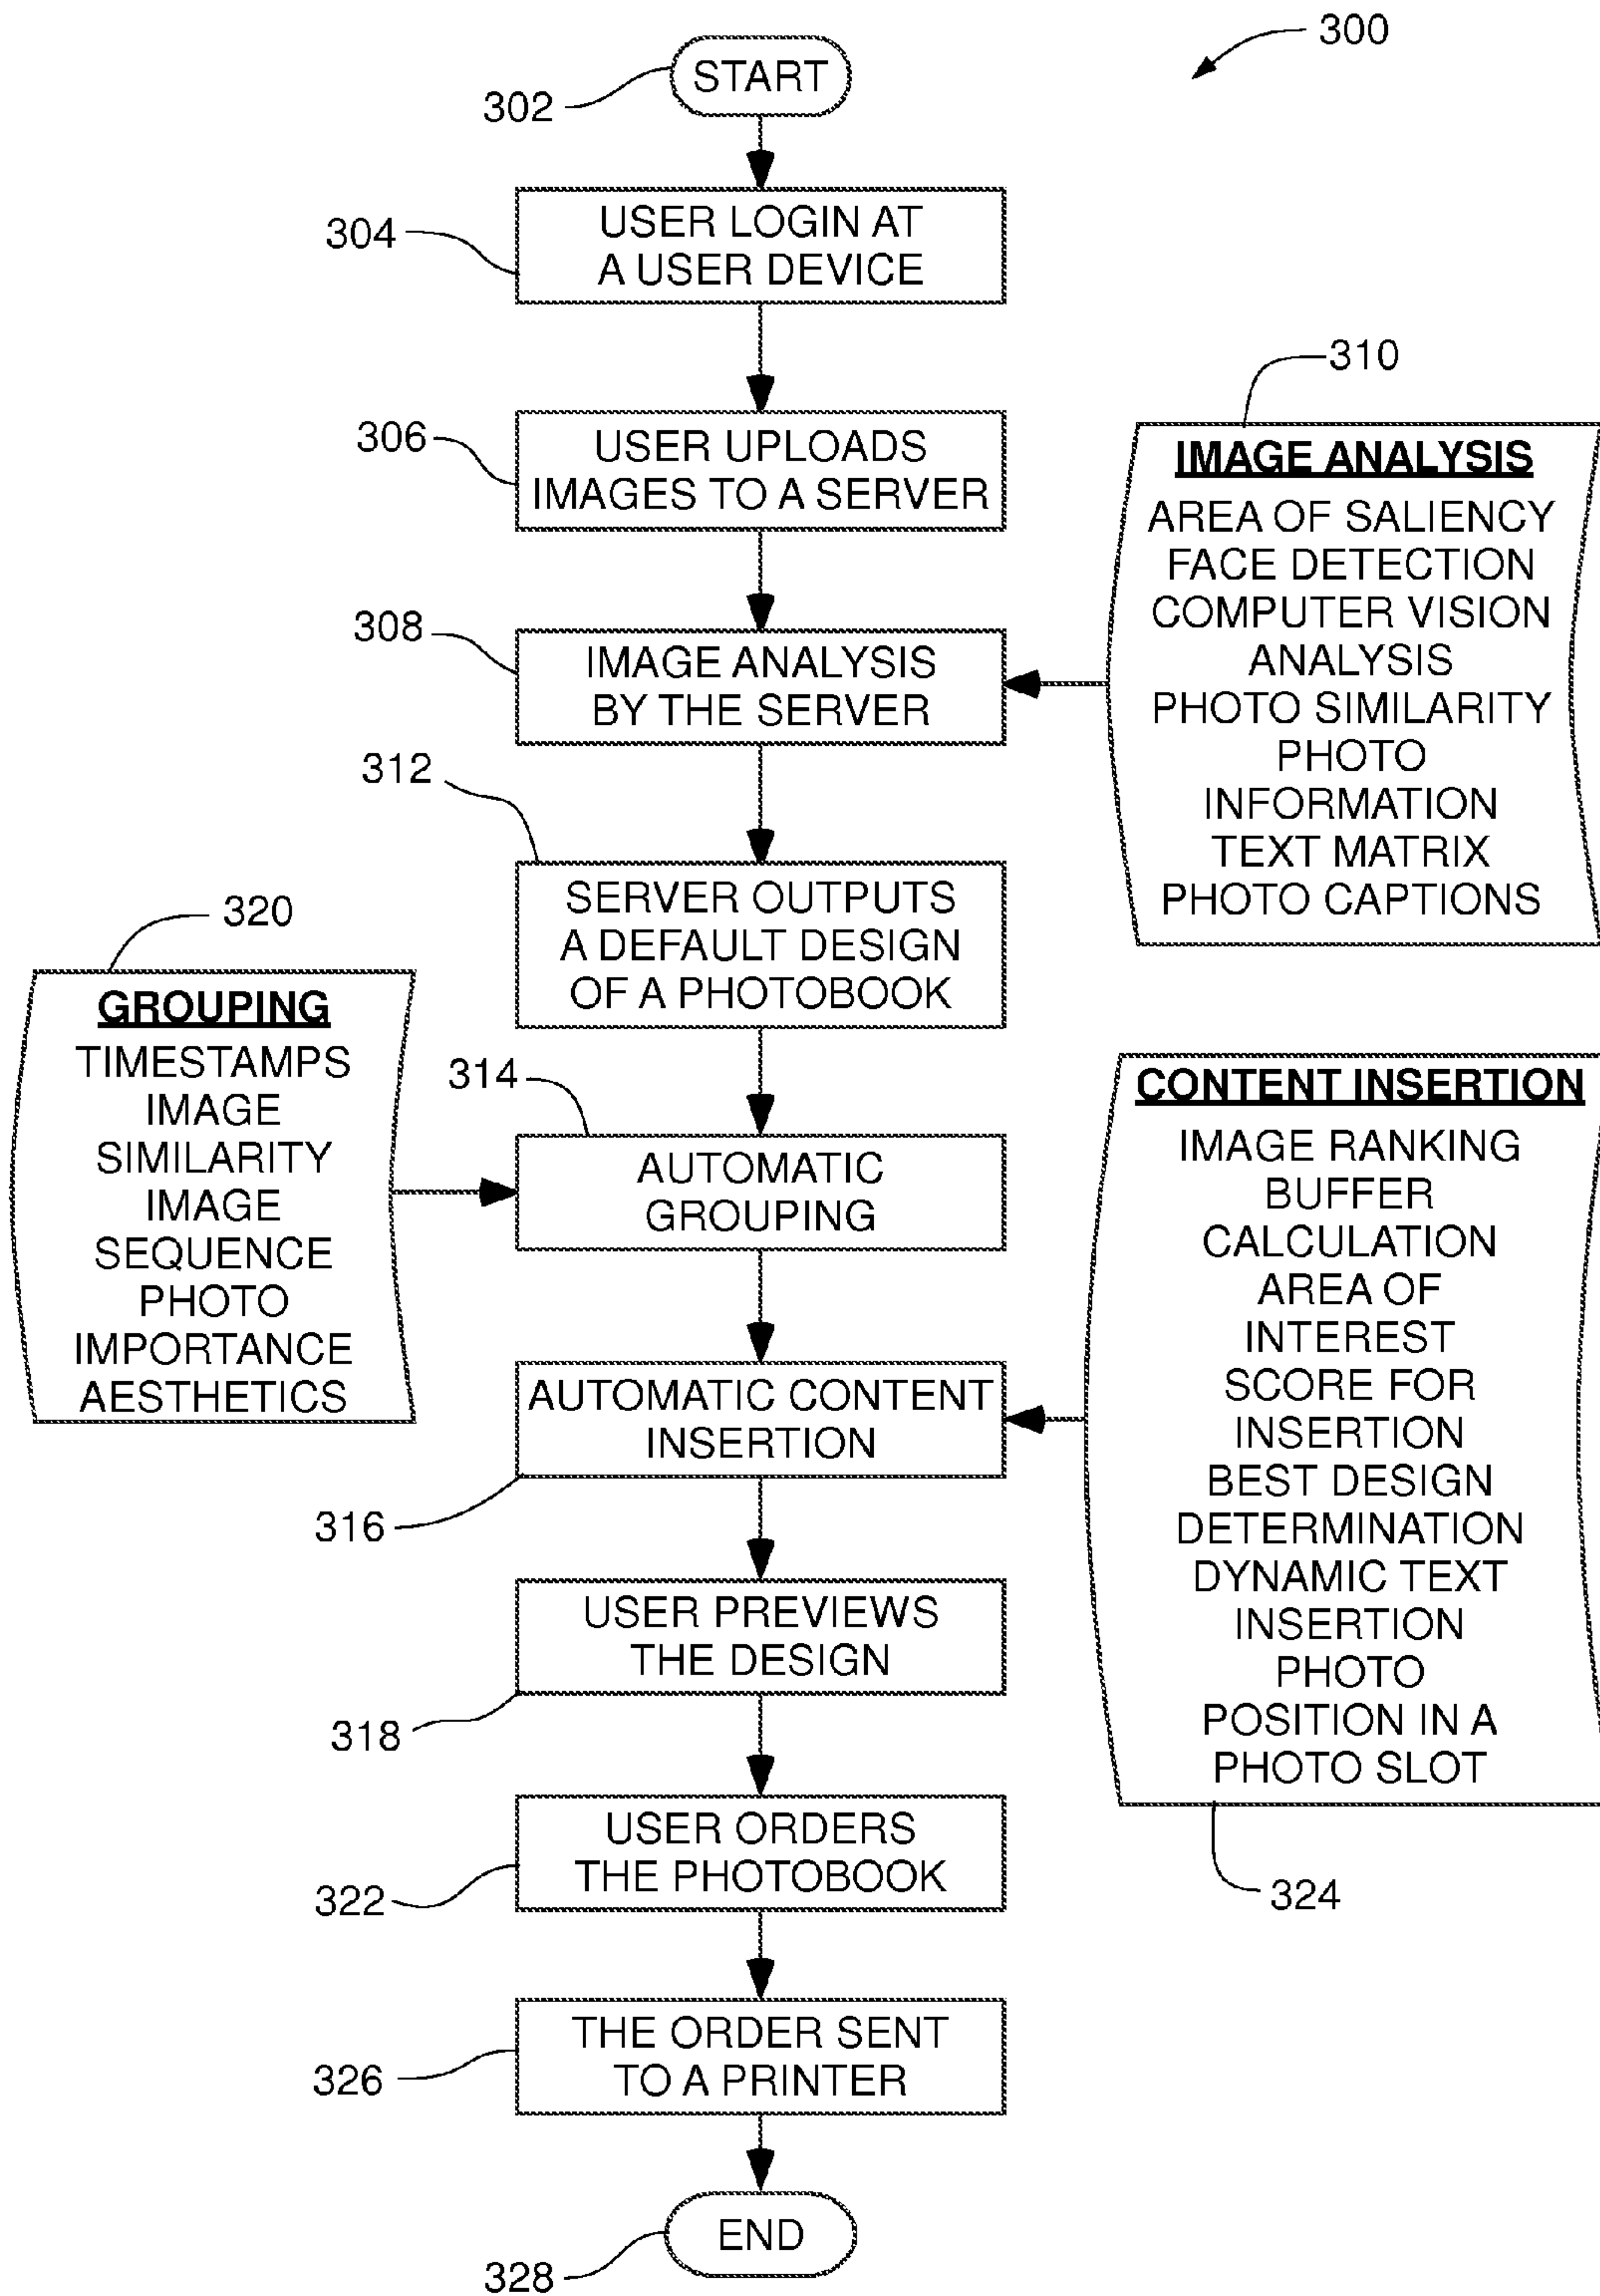 300
302
START
304
USER LOGIN AT
A USER DEVICE
306
USER UPLOADS
IMAGES TO A SERVER
308
IMAGE ANALYSIS
BY THE SERVER
310
IMAGE ANALYSIS
AREA OF SALIENCY
FACE DETECTION
COMPUTER VISION
ANALYSIS
PHOTO SIMILARITY
PHOTO
INFORMATION
TEXT MATRIX
PHOTO CAPTIONS
312
SERVER OUTPUTS
A DEFAULT DESIGN
OF A PHOTOBOOK
320
GROUPING
TIMESTAMPS
IMAGE
SIMILARITY
IMAGE
SEQUENCE
PHOTO
IMPORTANCE
AESTHETICS
314
AUTOMATIC
GROUPING
316
AUTOMATIC CONTENT
INSERTION
CONTENT INSERTION
IMAGE RANKING
BUFFER
CALCULATION
AREA OF
INTEREST
SCORE FOR
INSERTION
BEST DESIGN
DETERMINATION
DYNAMIC TEXT
INSERTION
PHOTO
POSITION IN A
PHOTO SLOT
324
318
USER PREVIEWS
THE DESIGN
322
USER ORDERS
THE PHOTOBOOK
326
THE ORDER SENT
TO A PRINTER
328
END